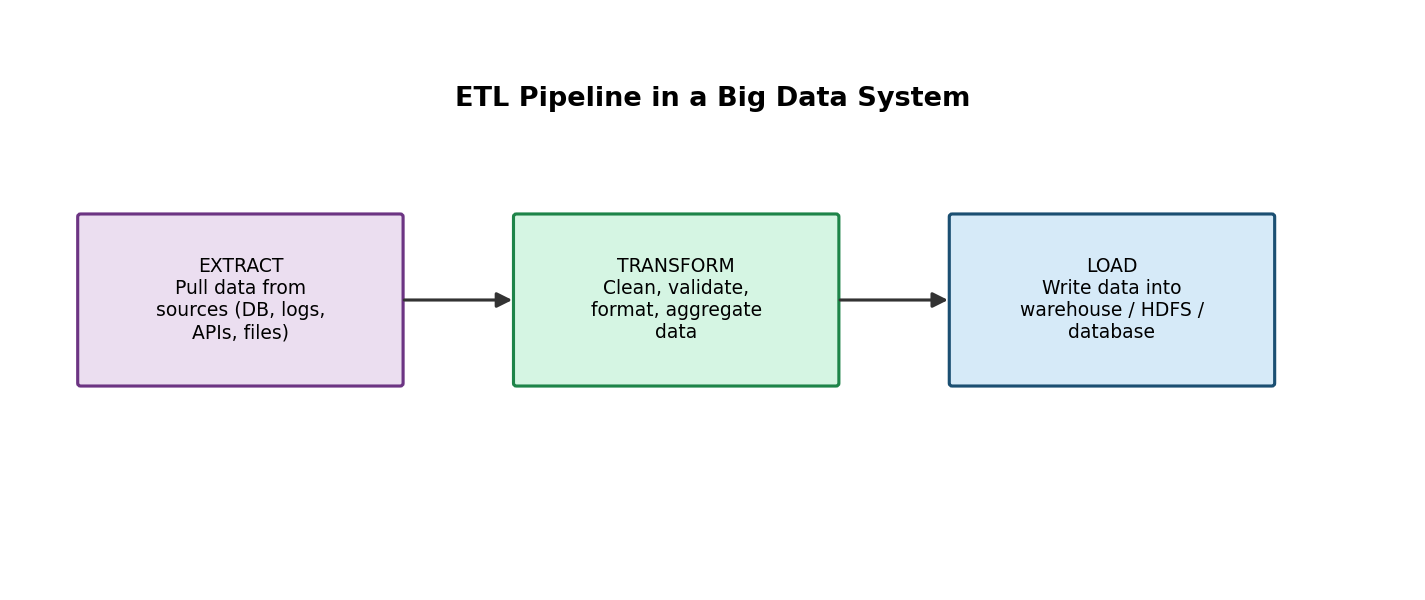 ETL Pipeline in a Big Data System
EXTRACT
Pull data from
sources (DB, logs,
APIs, files)
TRANSFORM
Clean, validate,
format, aggregate
data
LOAD
Write data into
warehouse / HDFS /
database